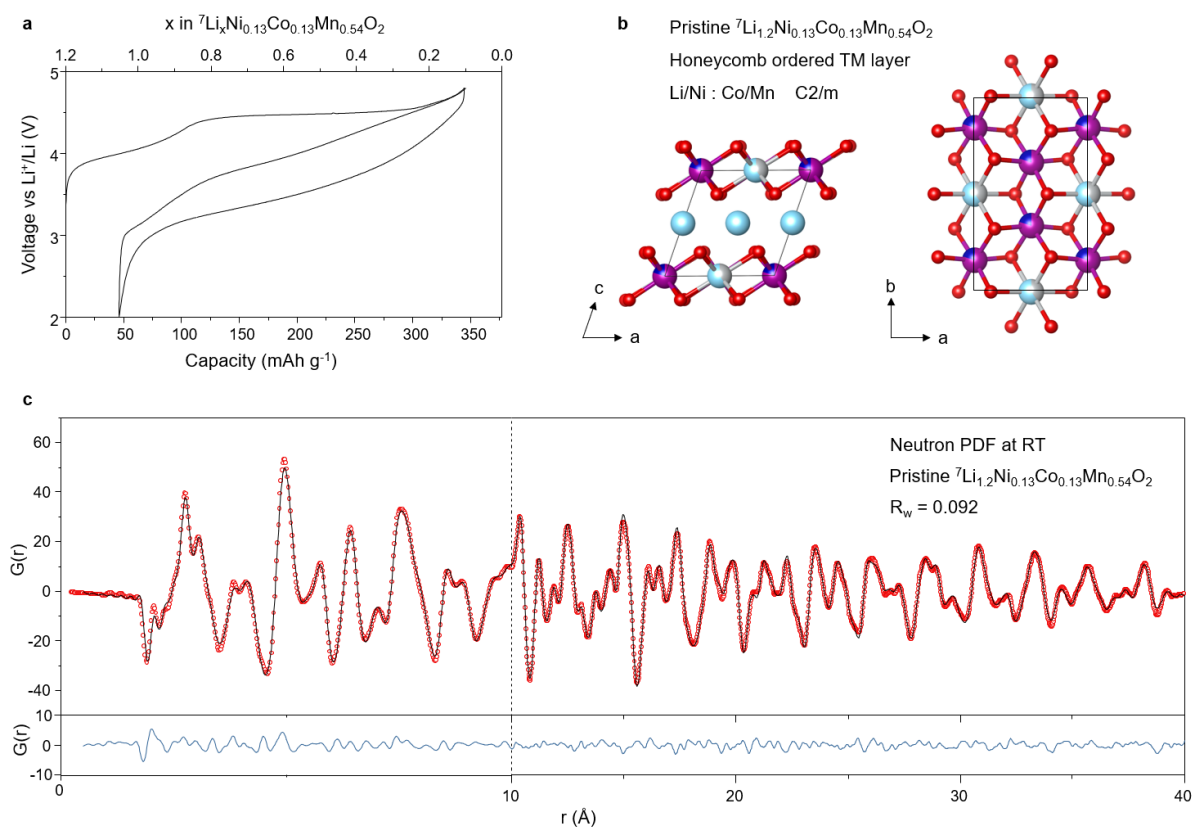 a
x in ⁷LiₓNi₀.₁₃Co₀.₁₃Mn₀.₅₄O₂
1.2 1.0 0.8 0.6 0.4 0.2 0.0
5
4
3
2
Voltage vs Li⁺/Li (V)
0 50 100 150 200 250 300 350
Capacity (mAh g⁻¹)
b
Pristine ⁷Li₁.₂Ni₀.₁₃Co₀.₁₃Mn₀.₅₄O₂
Honeycomb ordered TM layer
Li/Ni : Co/Mn C2/m
c
a
b
a
c
60
40
20
0
-20
-40
G(r)
Neutron PDF at RT
Pristine ⁷Li₁.₂Ni₀.₁₃Co₀.₁₃Mn₀.₅₄O₂
R_w = 0.092
10
0
-10
G(r)
0 10 20 30 40
r (Å)